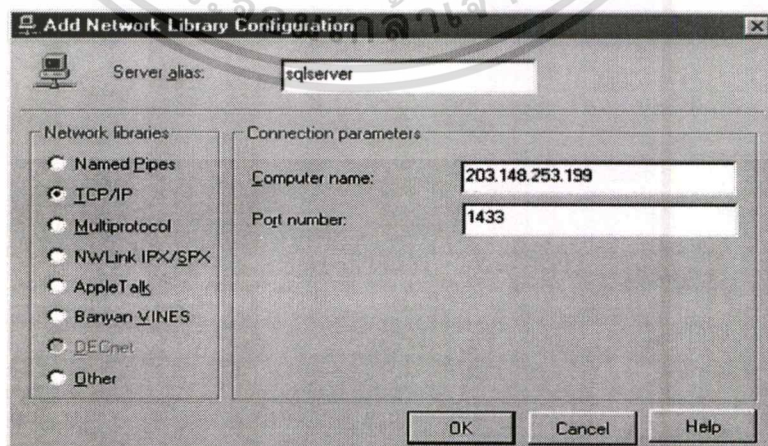 Add Network Library Configuration
Server alias:
sqlserver
Network libraries
Named Pipes
TCP/IP
Multiprotocol
NWLink IPX/SPX
AppleTalk
Banyan VINES
DECnet
Other
Connection parameters
Computer name:
203.148.253.199
Port number:
1433
OK
Cancel
Help